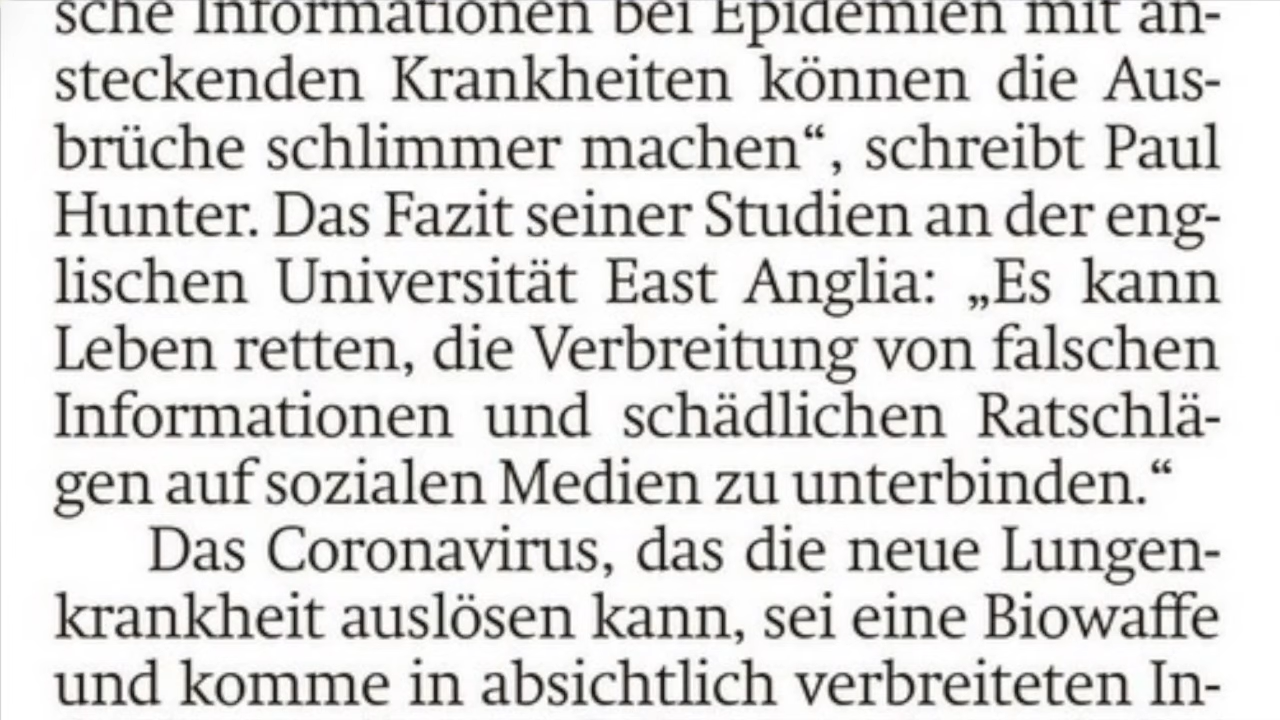 sche Informationen bei Epidemien mit an-
steckenden Krankheiten können die Aus-
brüche schlimmer machen“, schreibt Paul
Hunter. Das Fazit seiner Studien an der eng-
lischen Universität East Anglia: „Es kann
Leben retten, die Verbreitung von falschen
Informationen und schädlichen Ratschlä-
gen auf sozialen Medien zu unterbinden.“
Das Coronavirus, das die neue Lungen-
krankheit auslösen kann, sei eine Biowaffe
und komme in absichtlich verbreiteten In-